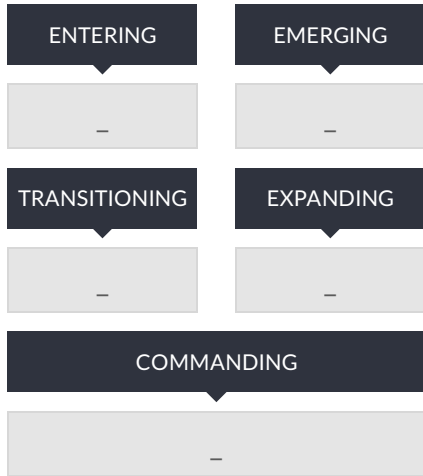 ENTERING
EMERGING
–
–
TRANSITIONING
EXPANDING
–
–
COMMANDING
–